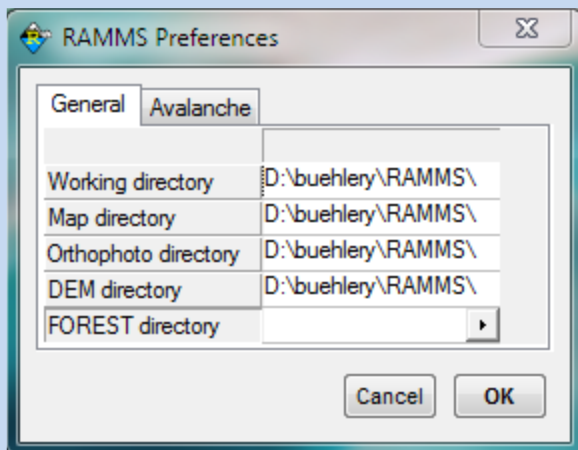 RAMMS Preferences
General Avalanche
Working directory D:\buehlery\RAMMS\
Map directory D:\buehlery\RAMMS\
Orthophoto directory D:\buehlery\RAMMS\
DEM directory D:\buehlery\RAMMS\
FOREST directory
Cancel OK